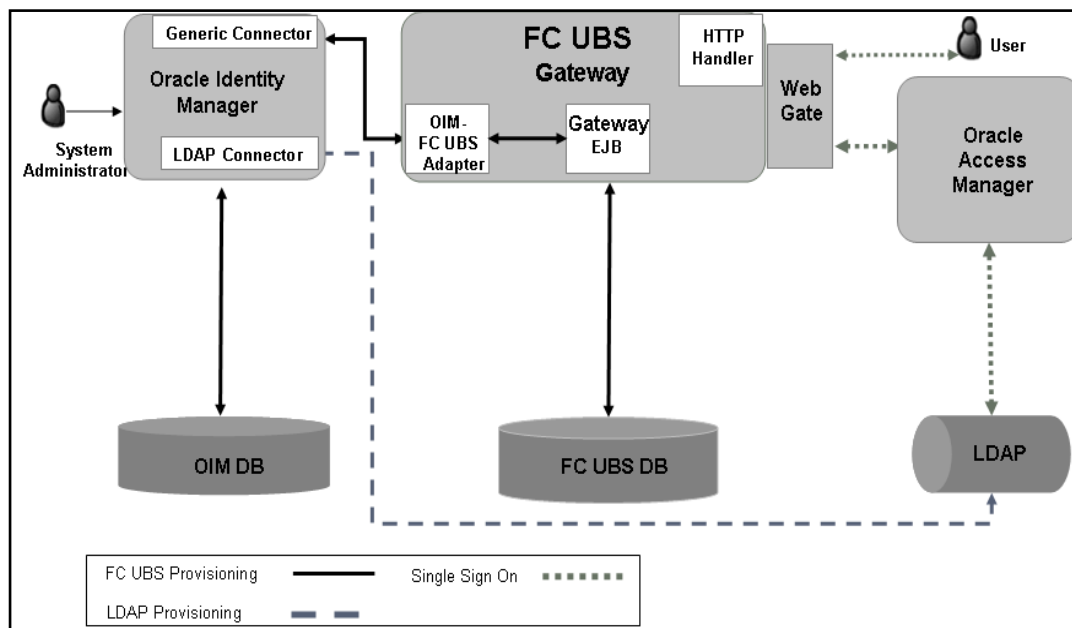 Generic Connector
Oracle Identity
Manager
LDAP Connector
System
Administrator
FC UBS
Gateway
HTTP
Handler
OIM-
FC UBS
Adapter
Gateway
EJB
Web
Gate
User
Oracle
Access
Manager
OIM DB
FC UBS DB
LDAP
FC UBS Provisioning
Single Sign On
LDAP Provisioning